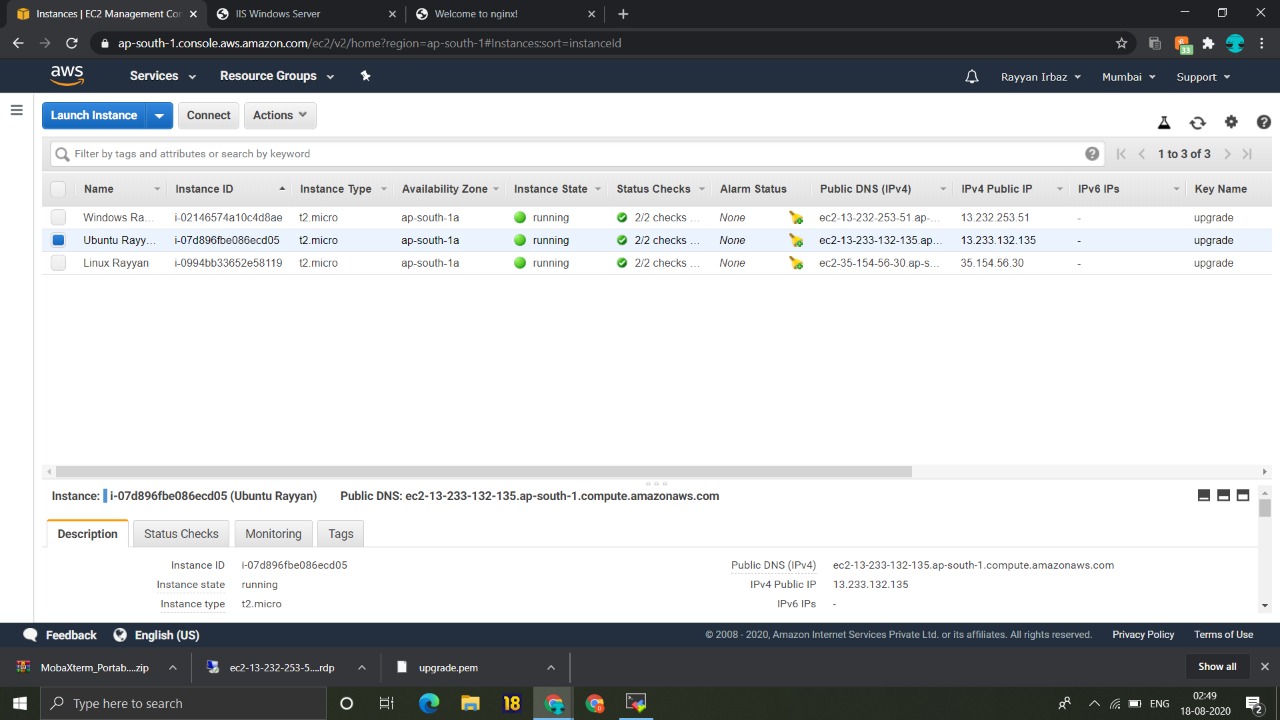 Instances | EC2 Management Con
IIS Windows Server
Welcome to nginx!
ap-south-1.console.aws.amazon.com/ec2/v2/home?region=ap-south-1#Instances:sort=instanceId
33
aws Services Resource Groups Rayyan Irbaz Mumbai Support
Launch Instance Connect Actions
Filter by tags and attributes or search by keyword 1 to 3 of 3
Name Instance ID Instance Type Availability Zone Instance State Status Checks Alarm Status Public DNS (IPv4) IPv4 Public IP IPv6 IPs Key Name
Windows Ra... i-02146574a10c4d8ae t2.micro ap-south-1a running 2/2 checks ... None ec2-13-232-253-51.ap-... 13.232.253.51 - upgrade
Ubuntu Rayy... i-07d896fbe086ecd05 t2.micro ap-south-1a running 2/2 checks ... None ec2-13-233-132-135.ap... 13.233.132.135 - upgrade
Linux Rayyan i-0994bb33652e58119 t2.micro ap-south-1a running 2/2 checks ... None ec2-35-154-56-30.ap-s... 35.154.56.30 - upgrade
Instance: i-07d896fbe086ecd05 (Ubuntu Rayyan) Public DNS: ec2-13-233-132-135.ap-south-1.compute.amazonaws.com
Description Status Checks Monitoring Tags
Instance ID i-07d896fbe086ecd05 Public DNS (IPv4) ec2-13-233-132-135.ap-south-1.compute.amazonaws.com
Instance state running IPv4 Public IP 13.233.132.135
Instance type t2.micro IPv6 IPs -
Feedback English (US) © 2008 - 2020, Amazon Internet Services Private Ltd. or its affiliates. All rights reserved. Privacy Policy Terms of Use
MobaXterm_Portab....zip ec2-13-232-253-5....rdp upgrade.pem Show all
Type here to search 18 ENG 02:49
18-08-2020 2